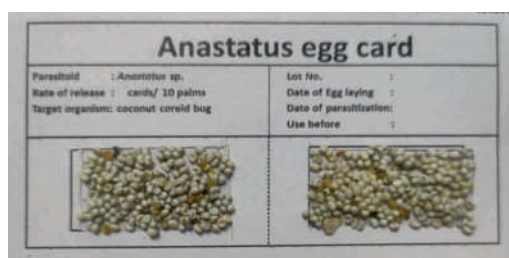 Anastatus egg card
Parasitoid : Anastatus sp.
Rate of release : cards/ 10 palms
Target organism: coconut coreid bug
Lot No. :
Date of Egg laying :
Date of parasitization:
Use before :